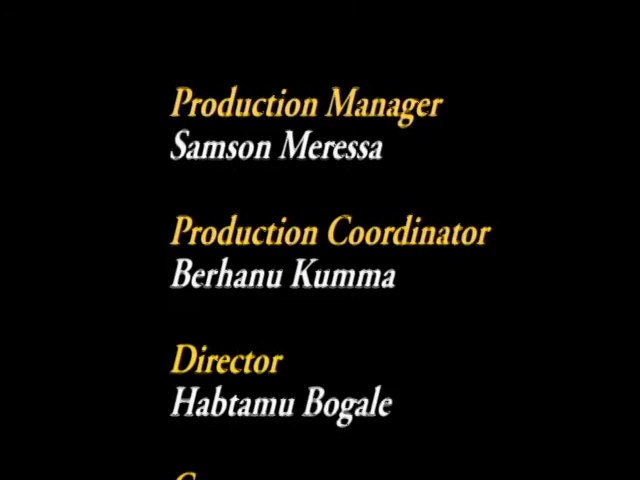 Production Manager
Samson Meressa
Production Coordinator
Berhanu Kumma
Director
Habtamu Bogale